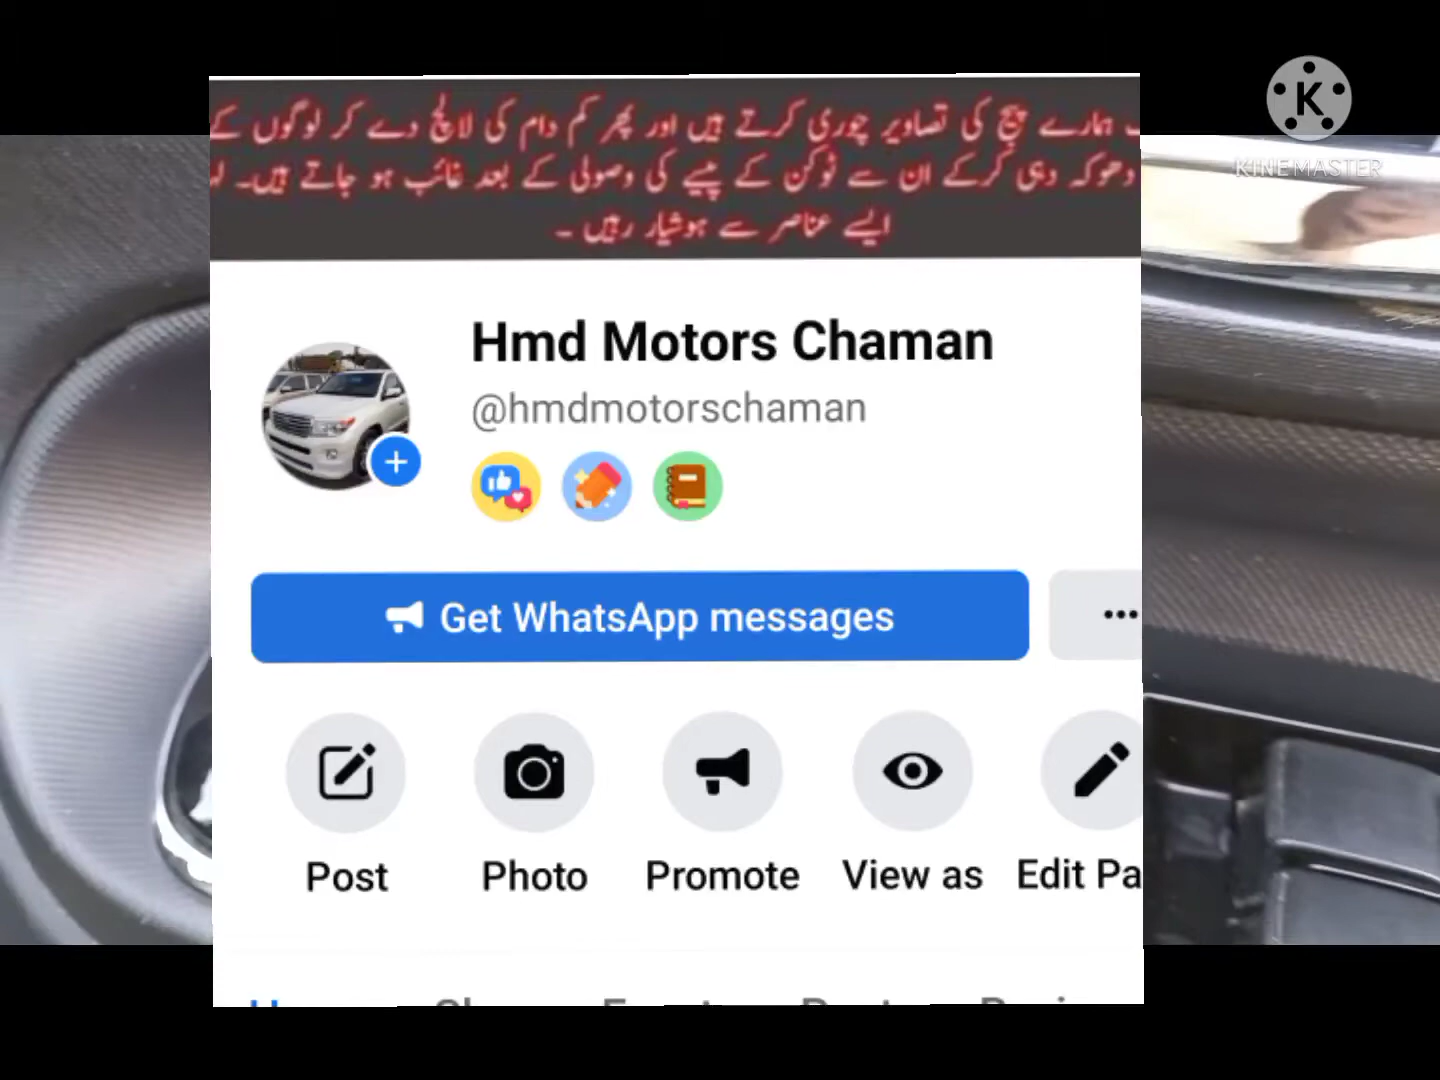 ہمارے پیج کی تصاویر چوری کرتے ہیں اور پھر کم دام کی لالچ دے کر لوگوں کے
دھوکہ دہی کرکے ان سے ٹوکن کے پیسے کی وصولی کے بعد غائب ہو جاتے ہیں۔
ایسے عناصر سے ہوشیار رہیں ۔
KINEMASTER
Hmd Motors Chaman
@hmdmotorschaman
Get WhatsApp messages
Post Photo Promote View as Edit Pa